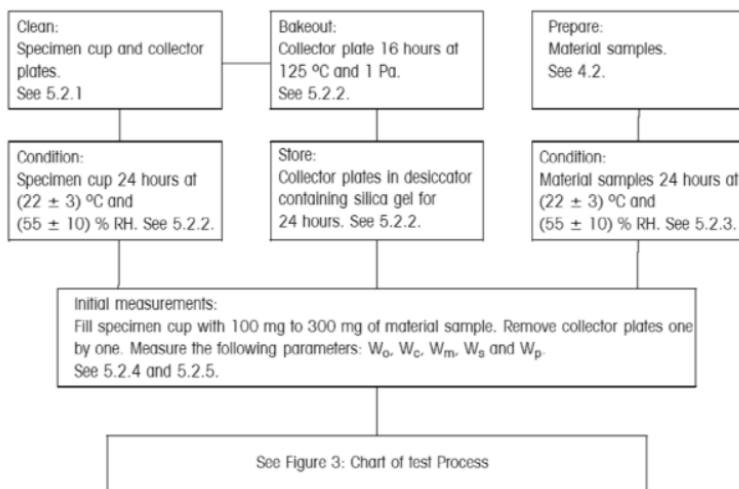 Clean:
Specimen cup and collector
plates.
See 5.2.1
Bakeout:
Collector plate 16 hours at
125 ºC and 1 Pa.
See 5.2.2.
Prepare:
Material samples.
See 4.2.
Condition:
Specimen cup 24 hours at
(22 ± 3) ºC and
(55 ± 10) % RH. See 5.2.2.
Store:
Collector plates in desiccator
containing silica gel for
24 hours. See 5.2.2.
Condition:
Material samples 24 hours at
(22 ± 3) ºC and
(55 ± 10) % RH. See 5.2.3.
Initial measurements:
Fill specimen cup with 100 mg to 300 mg of material sample. Remove collector plates one
by one. Measure the following parameters: Wₒ, W꜀, Wₘ, Wₛ and Wₚ.
See 5.2.4 and 5.2.5.
See Figure 3: Chart of test Process